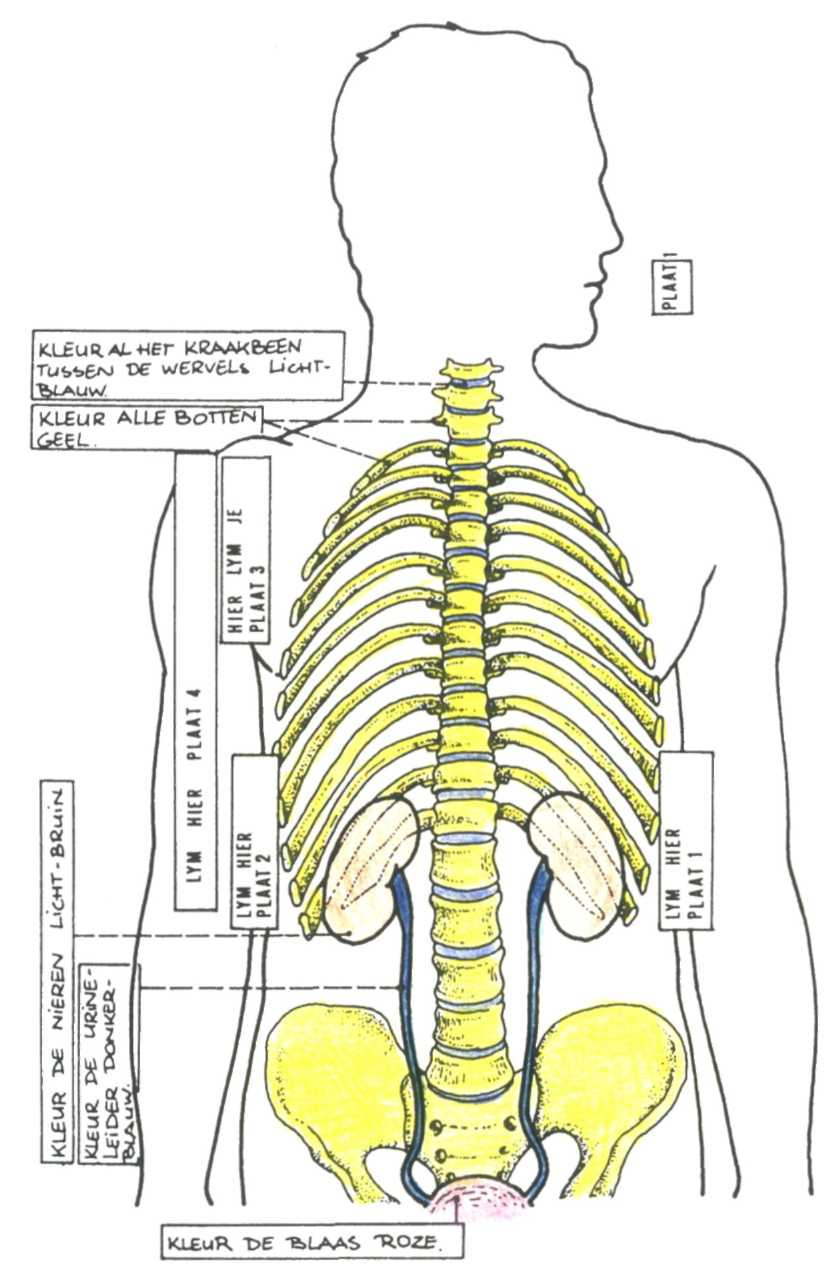 PLAAT 1
KLEUR AL HET KRAAKBEEN
TUSSEN DE WERVELS LICHT-
BLAUW.
KLEUR ALLE BOTTEN
GEEL.
HIER LYM JE
PLAAT 3
LYM HIER PLAAT 4
LYM HIER
PLAAT 2
LYM HIER
PLAAT 1
KLEUR DE NIEREN LICHT-BRUIN
KLEUR DE URINE-
LEIDER DONKER-
BLAUW.
KLEUR DE BLAAS ROZE.